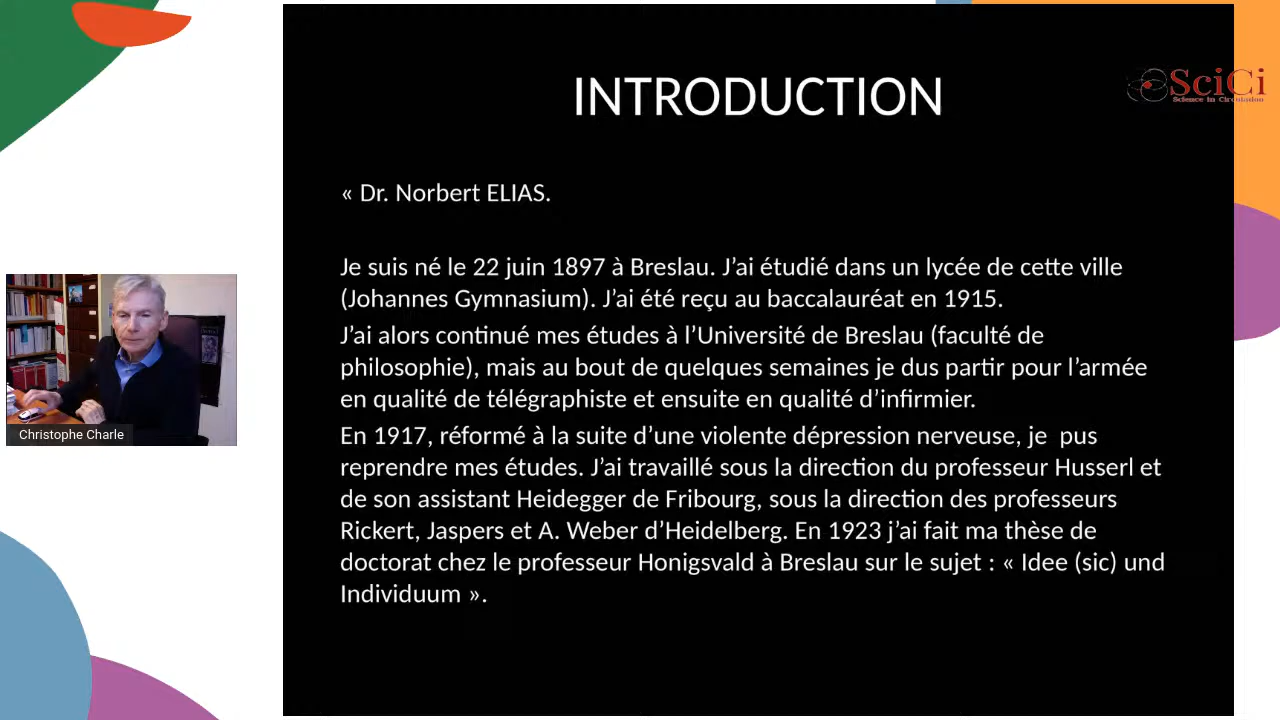 INTRODUCTION
SciCi
Science in Circulation
« Dr. Norbert ELIAS.
Je suis né le 22 juin 1897 à Breslau. J’ai étudié dans un lycée de cette ville
(Johannes Gymnasium). J’ai été reçu au baccalauréat en 1915.
J’ai alors continué mes études à l’Université de Breslau (faculté de
philosophie), mais au bout de quelques semaines je dus partir pour l’armée
en qualité de télégraphiste et ensuite en qualité d’infirmier.
En 1917, réformé à la suite d’une violente dépression nerveuse, je  pus
reprendre mes études. J’ai travaillé sous la direction du professeur Husserl et
de son assistant Heidegger de Fribourg, sous la direction des professeurs
Rickert, Jaspers et A. Weber d’Heidelberg. En 1923 j’ai fait ma thèse de
doctorat chez le professeur Honigsvald à Breslau sur le sujet : « Idee (sic) und
Individuum ».
Christophe Charle